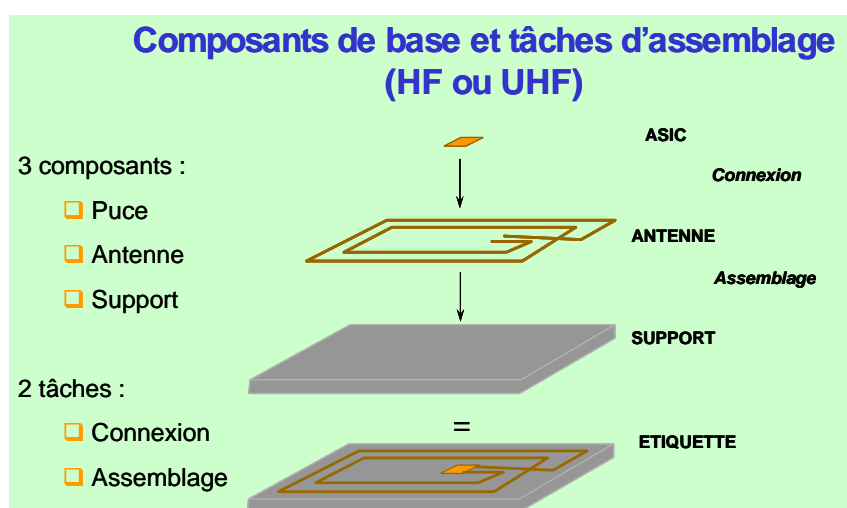 Composants de base et tâches d'assemblage
(HF ou UHF)
3 composants :
Puce
Antenne
Support
2 tâches :
Connexion
Assemblage
ASIC
Connexion
ANTENNE
Assemblage
SUPPORT
=
ETIQUETTE